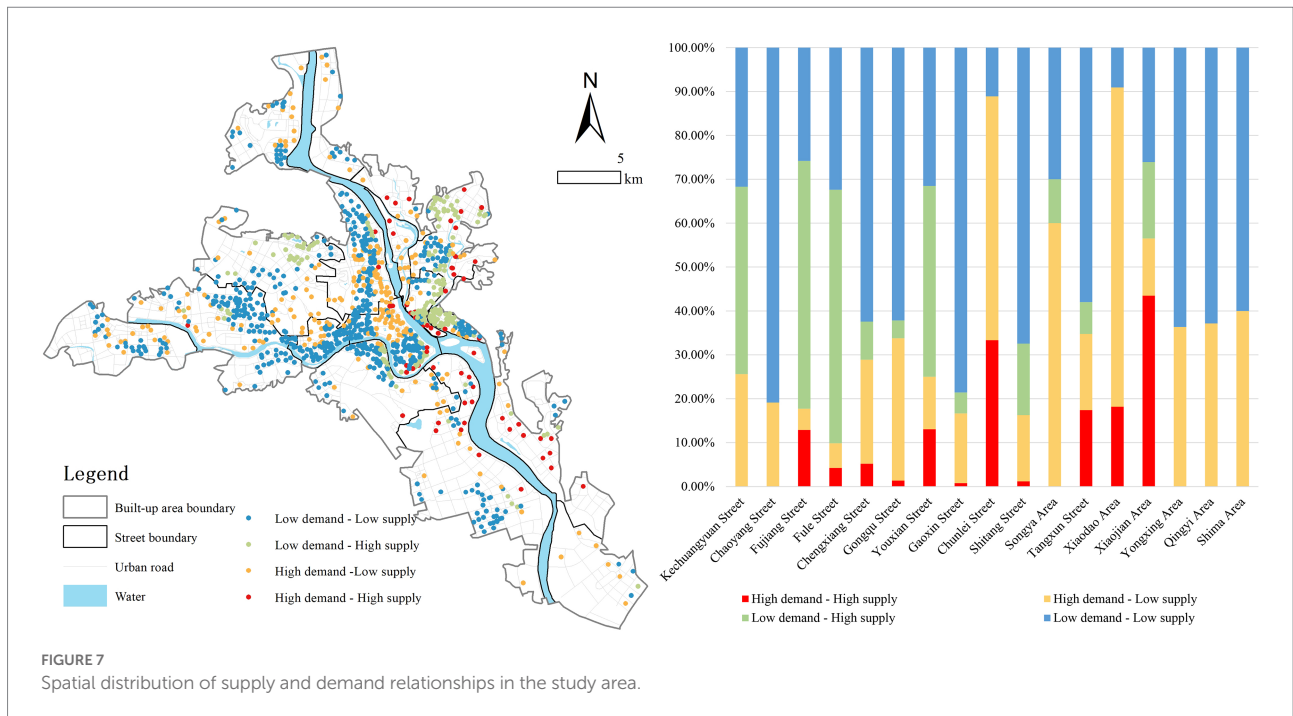 N
5
km
Legend
Built-up area boundary
Street boundary
Urban road
Water
Low demand - Low supply
Low demand - High supply
High demand -Low supply
High demand - High supply
100.00%
90.00%
80.00%
70.00%
60.00%
50.00%
40.00%
30.00%
20.00%
10.00%
0.00%
Kechuangyuan Street
Chaoyang Street
Fujiang Street
Fule Street
Chengxiang Street
Gongqu Street
Youxian Street
Gaoxin Street
Chunlei Street
Shitang Street
Songya Area
Tangxun Street
Xiaodao Area
Xiaojian Area
Yongxing Area
Qingyi Area
Shima Area
High demand - High supply
High demand - Low supply
Low demand - High supply
Low demand - Low supply
FIGURE 7
Spatial distribution of supply and demand relationships in the study area.